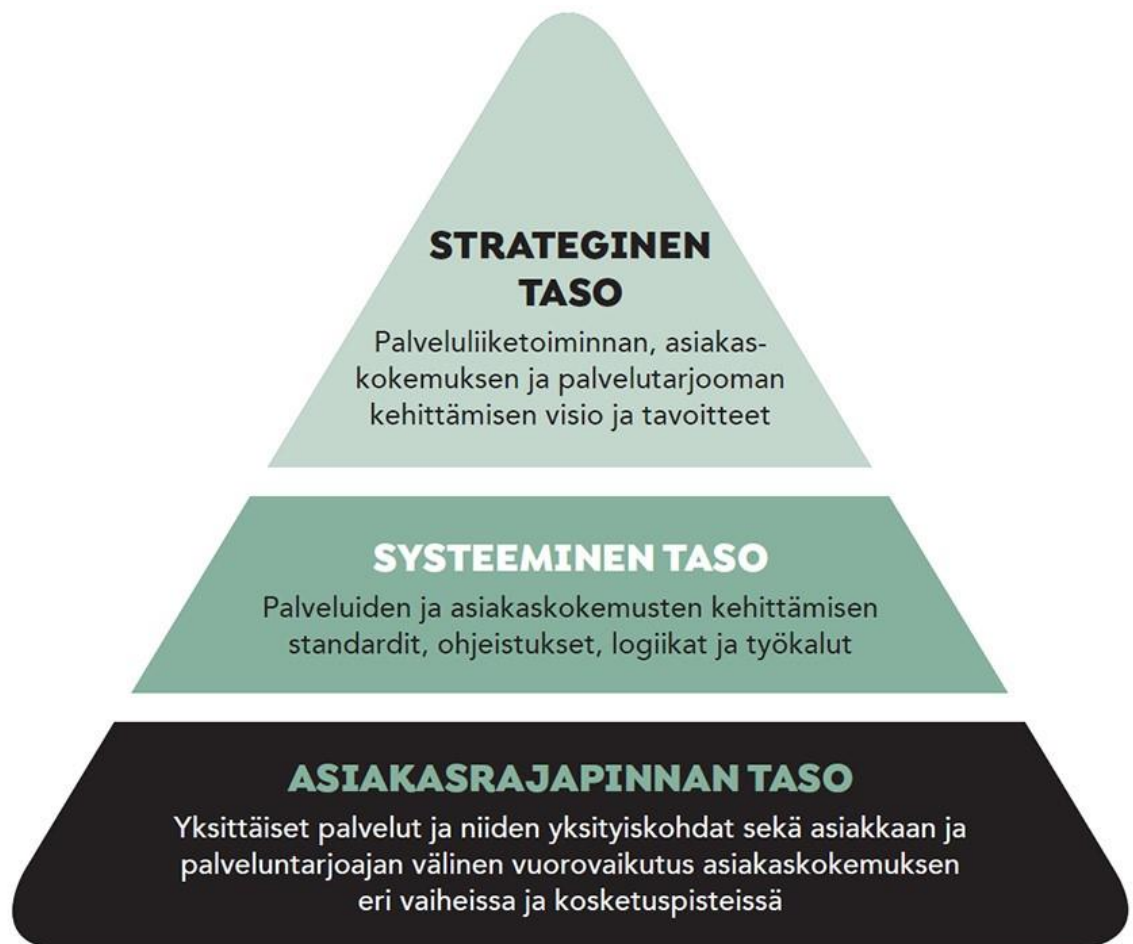 STRATEGINEN
TASO
Palveluliiketoiminnan, asiakas-
kokemuksen ja palvelutarjooman
kehittämisen visio ja tavoitteet
SYSTEEMINEN TASO
Palveluiden ja asiakaskokemusten kehittämisen
standardit, ohjeistukset, logiikat ja työkalut
ASIAKASRAJAPINNAN TASO
Yksittäiset palvelut ja niiden yksityiskohdat sekä asiakkaan ja
palveluntarjoajan välinen vuorovaikutus asiakaskokemuksen
eri vaiheissa ja kosketuspisteissä